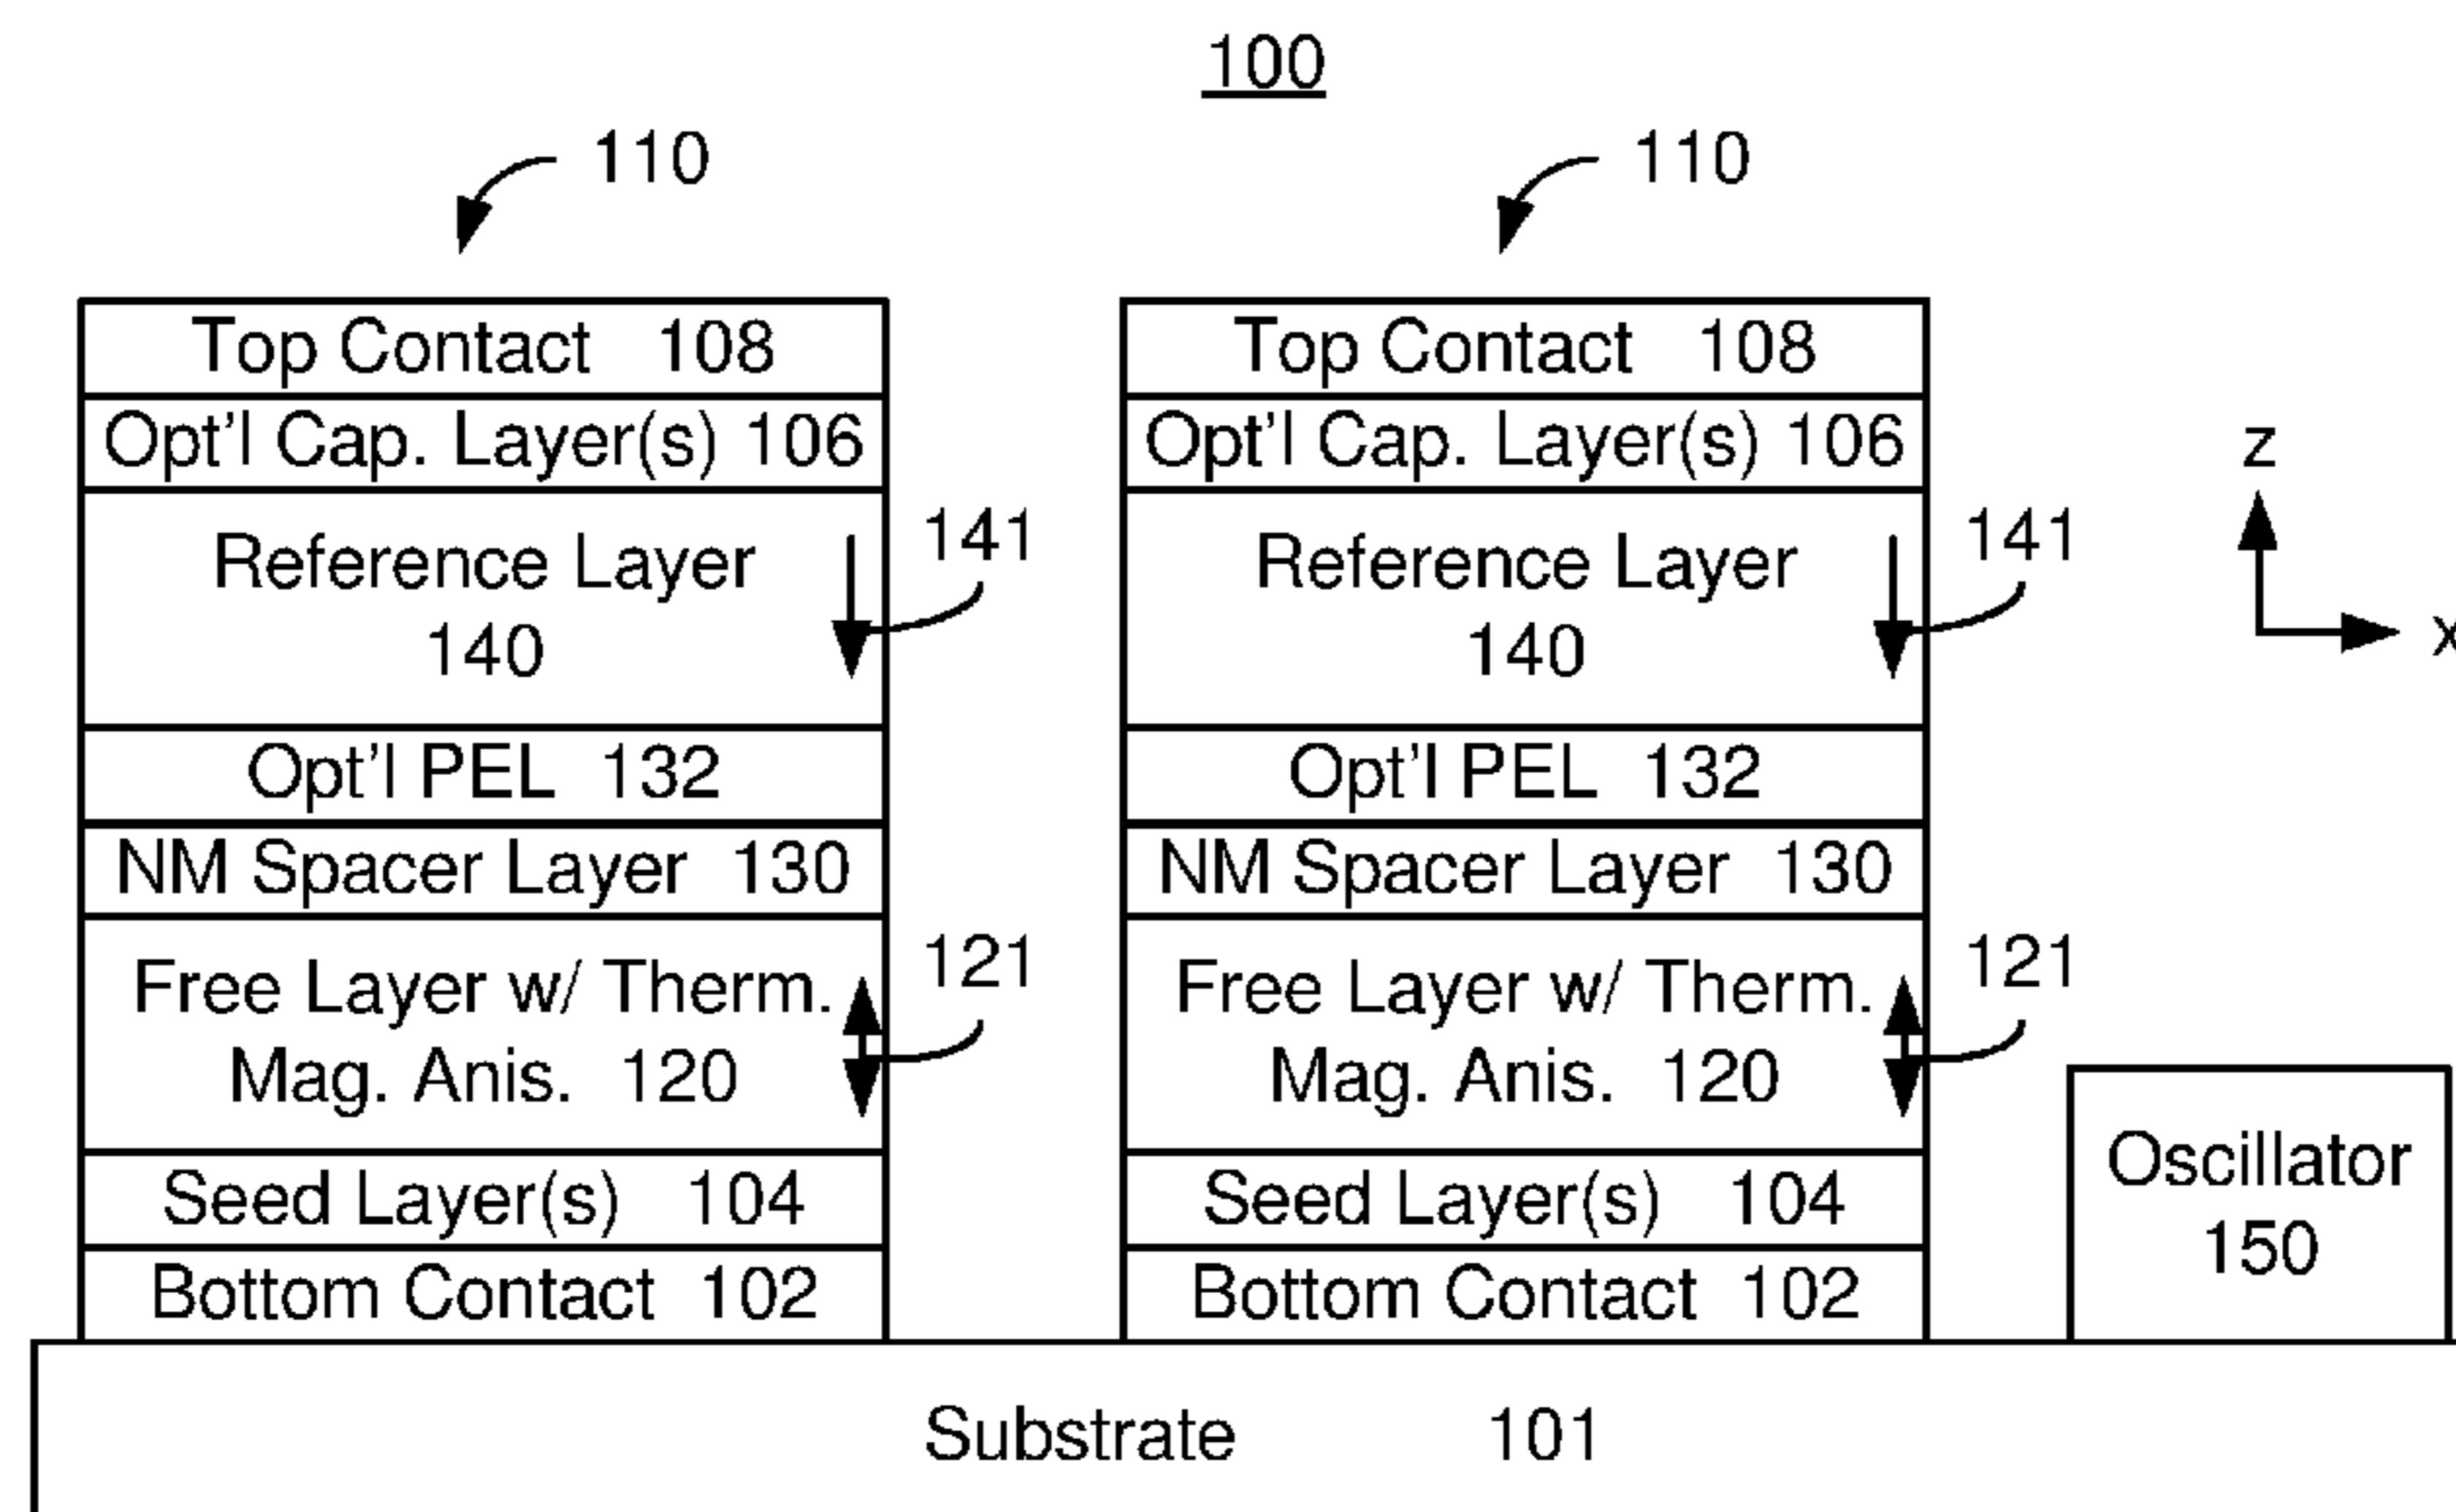 100
110
110
Top Contact 108
Opt'l Cap. Layer(s) 106
Reference Layer
140
141
Opt'l PEL 132
NM Spacer Layer 130
Free Layer w/ Therm.
Mag. Anis. 120
121
Seed Layer(s) 104
Bottom Contact 102
Top Contact 108
Opt'l Cap. Layer(s) 106
Reference Layer
140
141
Opt'l PEL 132
NM Spacer Layer 130
Free Layer w/ Therm.
Mag. Anis. 120
121
Seed Layer(s) 104
Bottom Contact 102
z
x
Oscillator
150
Substrate 101